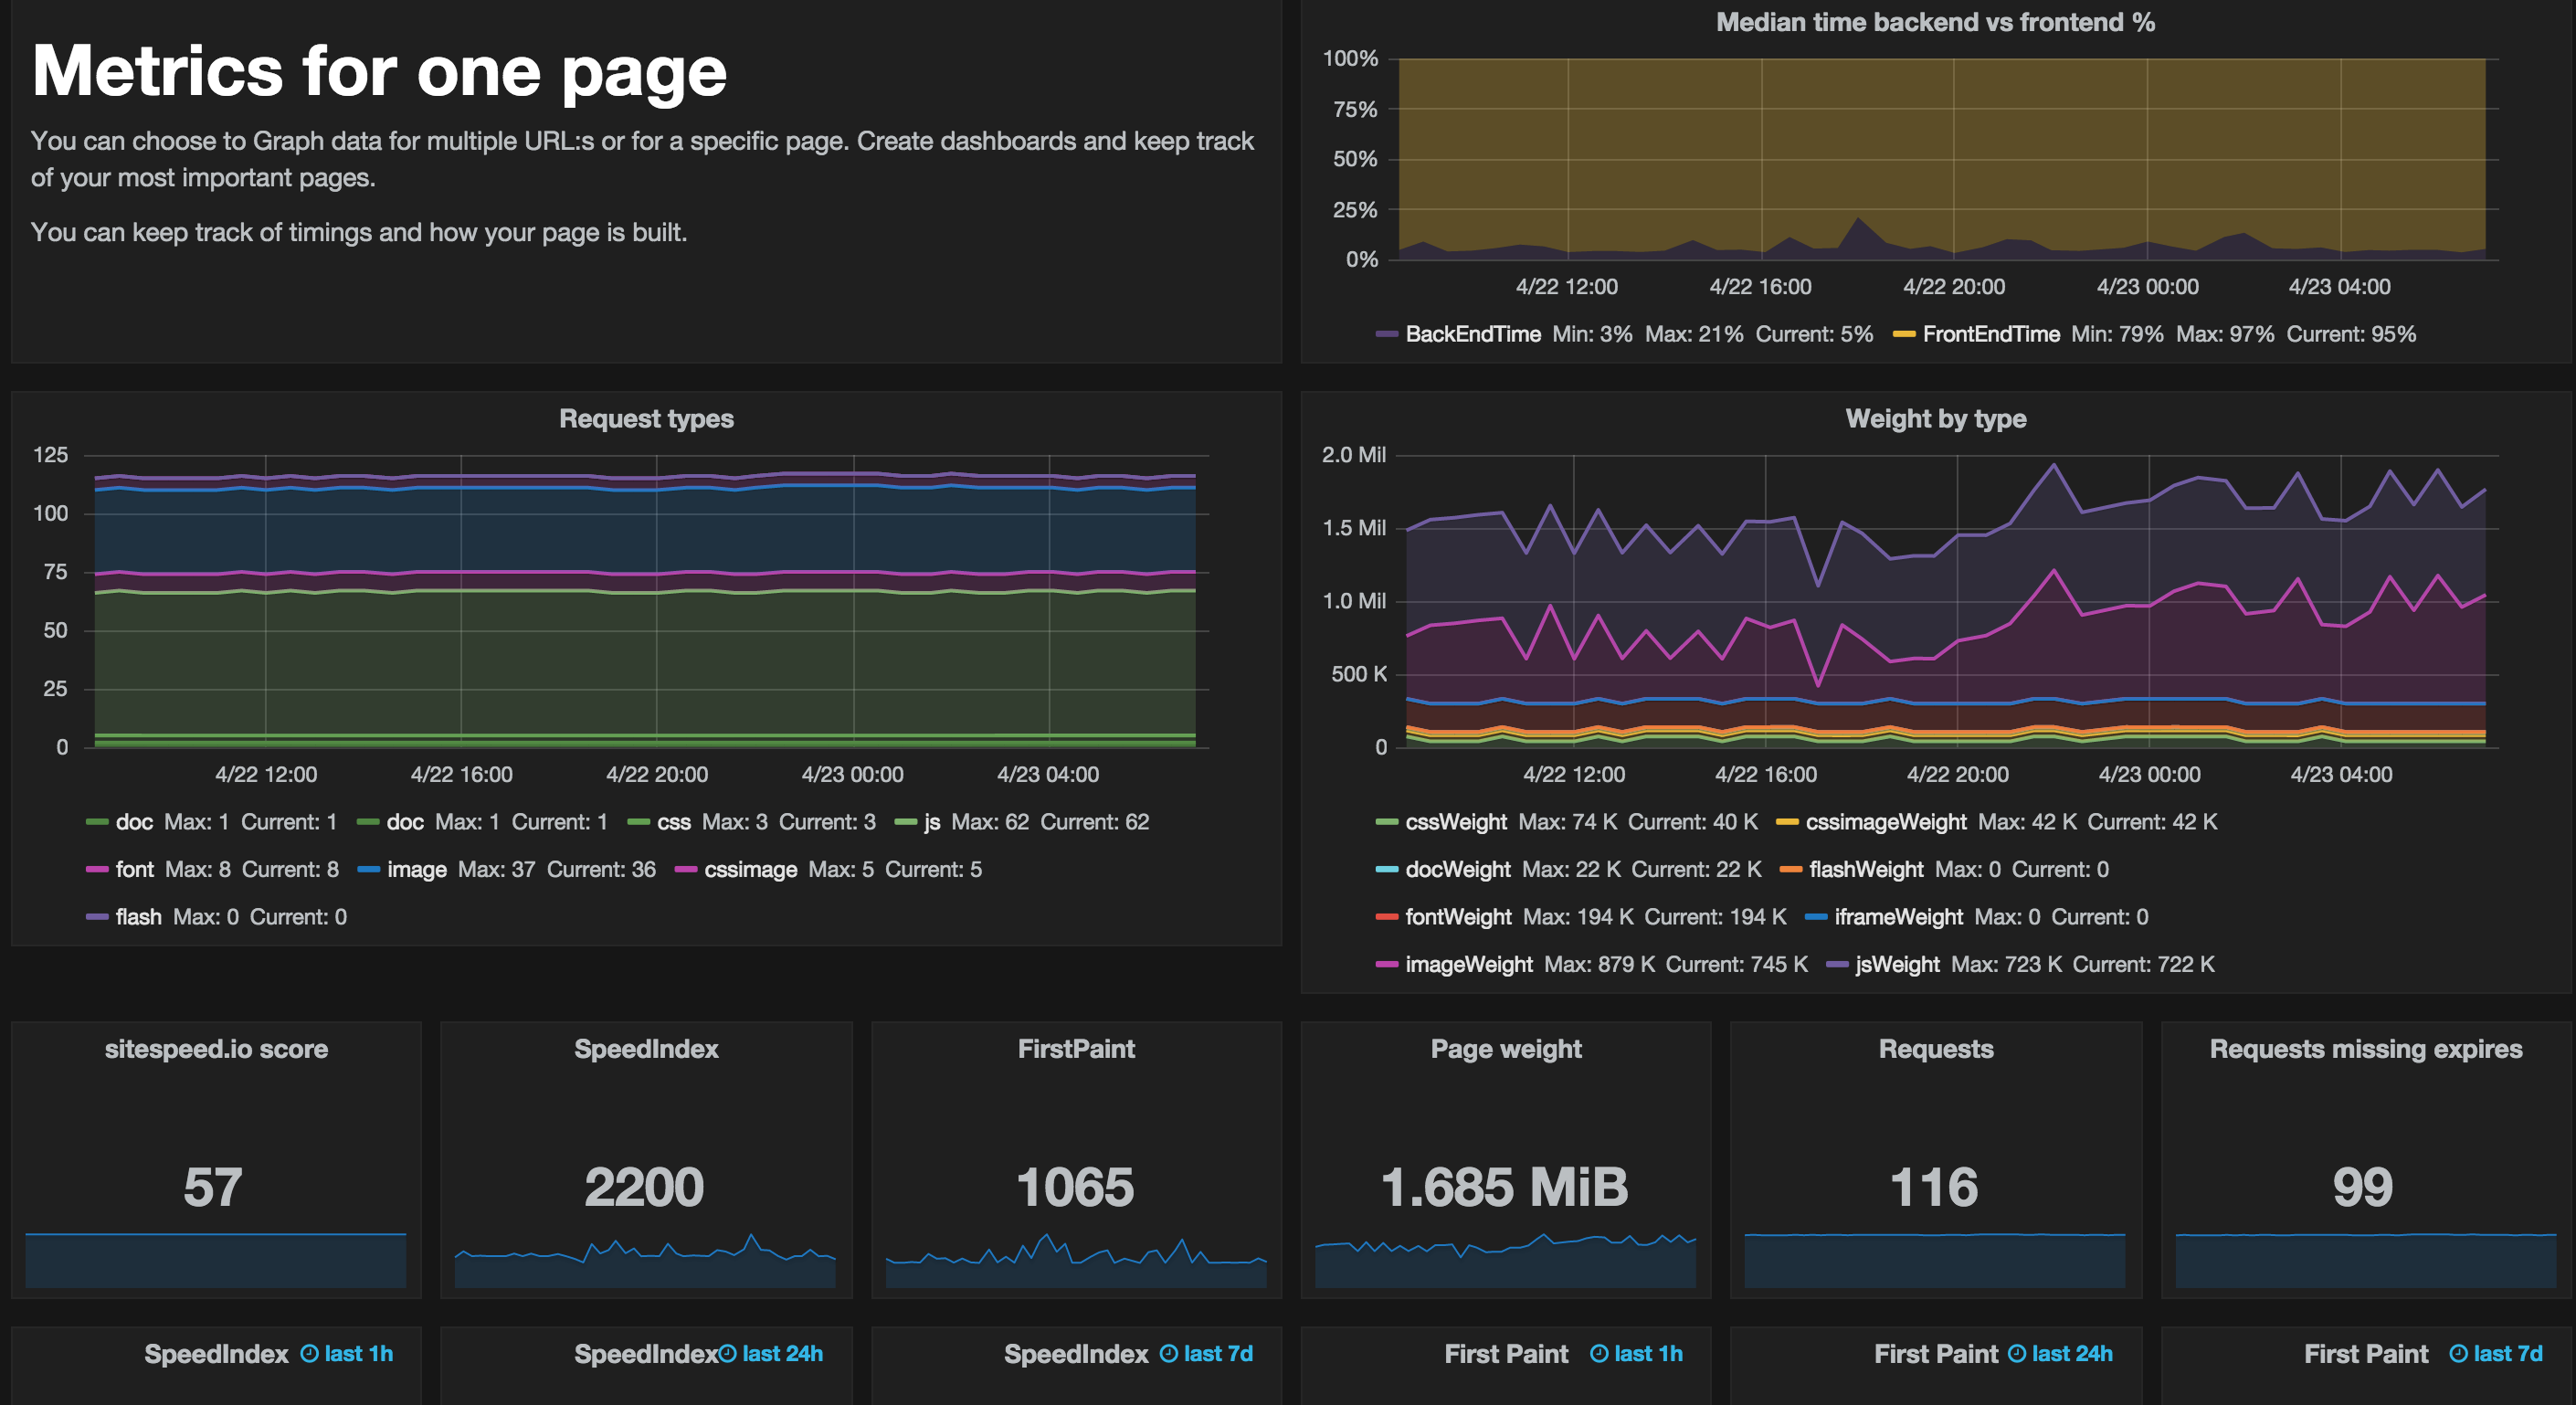 Metrics for one page
You can choose to Graph data for multiple URL:s or for a specific page. Create dashboards and keep track
of your most important pages.
You can keep track of timings and how your page is built.
Median time backend vs frontend %
100%
75%
50%
25%
0%
4/22 12:00 4/22 16:00 4/22 20:00 4/23 00:00 4/23 04:00
BackEndTime Min: 3% Max: 21% Current: 5% FrontEndTime Min: 79% Max: 97% Current: 95%
Request types
125
100
75
50
25
0
4/22 12:00 4/22 16:00 4/22 20:00 4/23 00:00 4/23 04:00
doc Max: 1 Current: 1 doc Max: 1 Current: 1 css Max: 3 Current: 3 js Max: 62 Current: 62
font Max: 8 Current: 8 image Max: 37 Current: 36 cssimage Max: 5 Current: 5
flash Max: 0 Current: 0
Weight by type
2.0 Mil
1.5 Mil
1.0 Mil
500 K
0
4/22 12:00 4/22 16:00 4/22 20:00 4/23 00:00 4/23 04:00
cssWeight Max: 74 K Current: 40 K cssimageWeight Max: 42 K Current: 42 K
docWeight Max: 22 K Current: 22 K flashWeight Max: 0 Current: 0
fontWeight Max: 194 K Current: 194 K iframeWeight Max: 0 Current: 0
imageWeight Max: 879 K Current: 745 K jsWeight Max: 723 K Current: 722 K
sitespeed.io score
57
SpeedIndex
2200
FirstPaint
1065
Page weight
1.685 MiB
Requests
116
Requests missing expires
99
SpeedIndex last 1h
SpeedIndex last 24h
SpeedIndex last 7d
First Paint last 1h
First Paint last 24h
First Paint last 7d